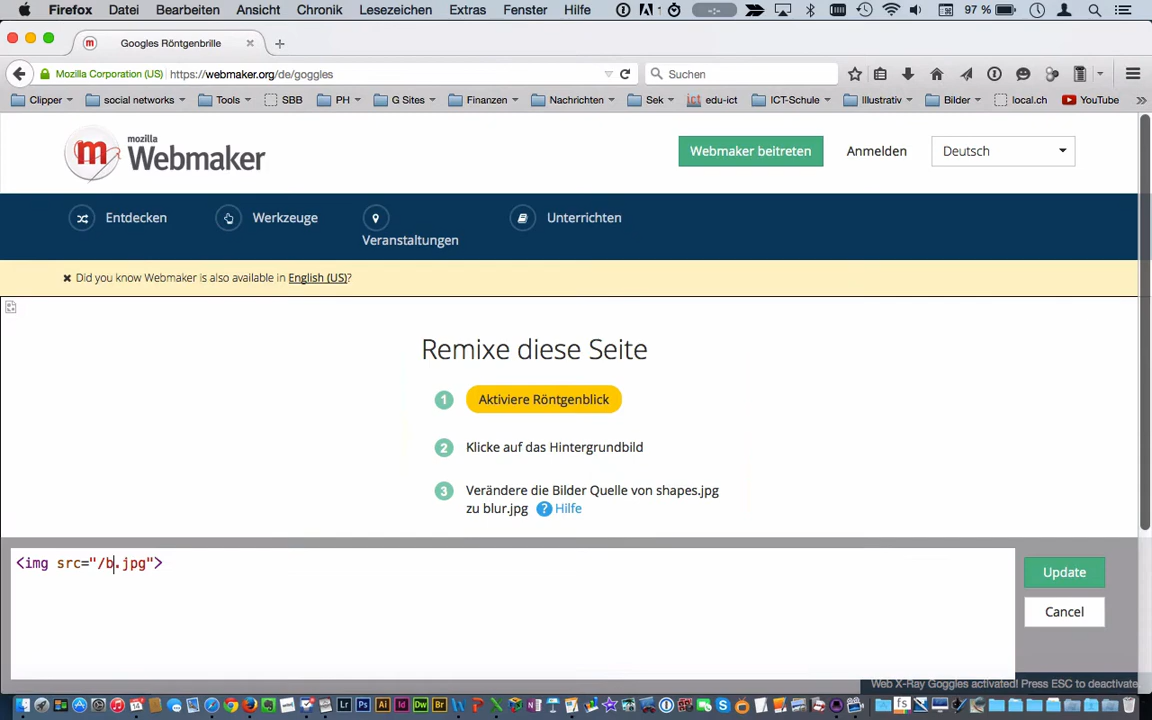 Firefox Ablage Bearbeiten Ansicht Chronik Lesezeichen Extras Fenster Hilfe 97 %
Googles Röntgenbrille
Mozilla Corporation (US) https://webmaker.org/de/goggles Suchen
Clipper social networks Tools SBB PH G Sites Finanzen Nachrichten Sek ict edu-ict ICT-Schule Illustrativ Bilder local.ch YouTube
m mozilla Webmaker
Webmaker beitreten Anmelden Deutsch
Entdecken Werkzeuge Veranstaltungen Unterrichten
Did you know Webmaker is also available in English (US)?
Remixe diese Seite
1 Aktiviere Röntgenblick
2 Klicke auf das Hintergrundbild
3 Verändere die Bilder Quelle von shapes.jpg
zu blur.jpg ? Hilfe
<img src="/b.jpg">
Update
Cancel
Web X-Ray Goggles activated! Press ESC to deactivate